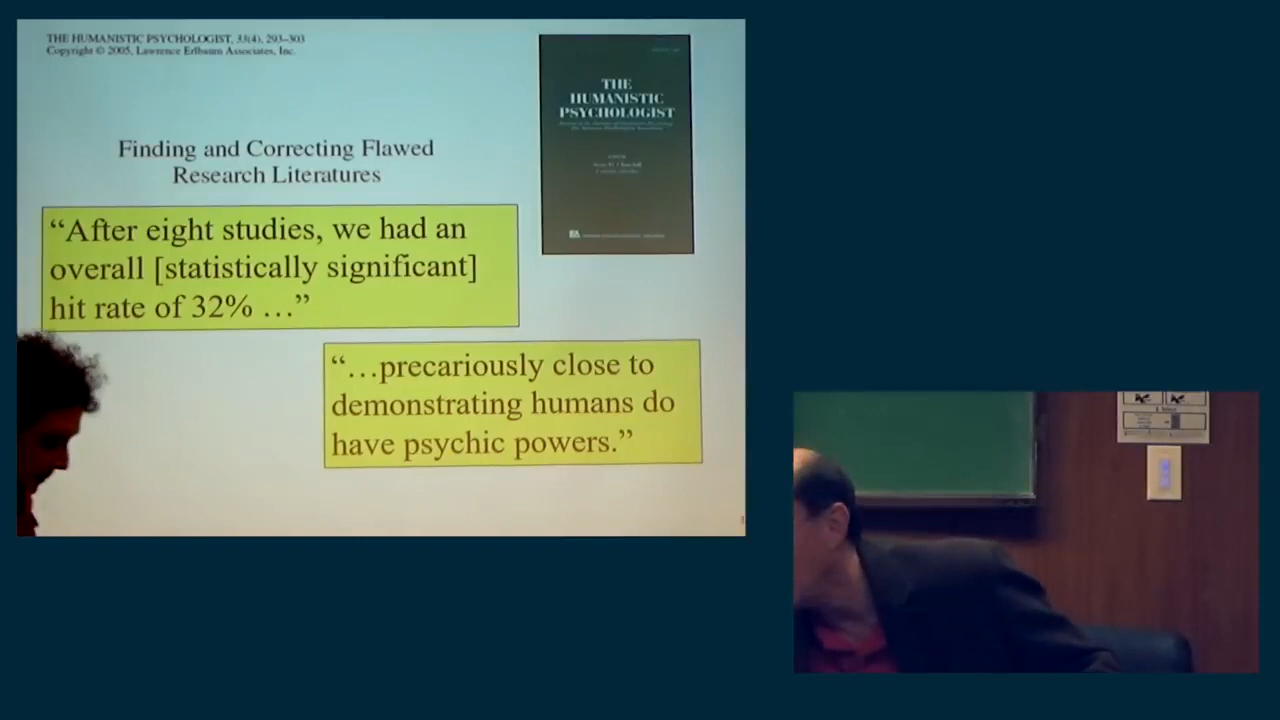 THE HUMANISTIC PSYCHOLOGIST, 33(4), 293–303
Copyright © 2005, Lawrence Erlbaum Associates, Inc.
THE
HUMANISTIC
PSYCHOLOGIST
Finding and Correcting Flawed
Research Literatures
“After eight studies, we had an
overall [statistically significant]
hit rate of 32% …”
“…precariously close to
demonstrating humans do
have psychic powers.”